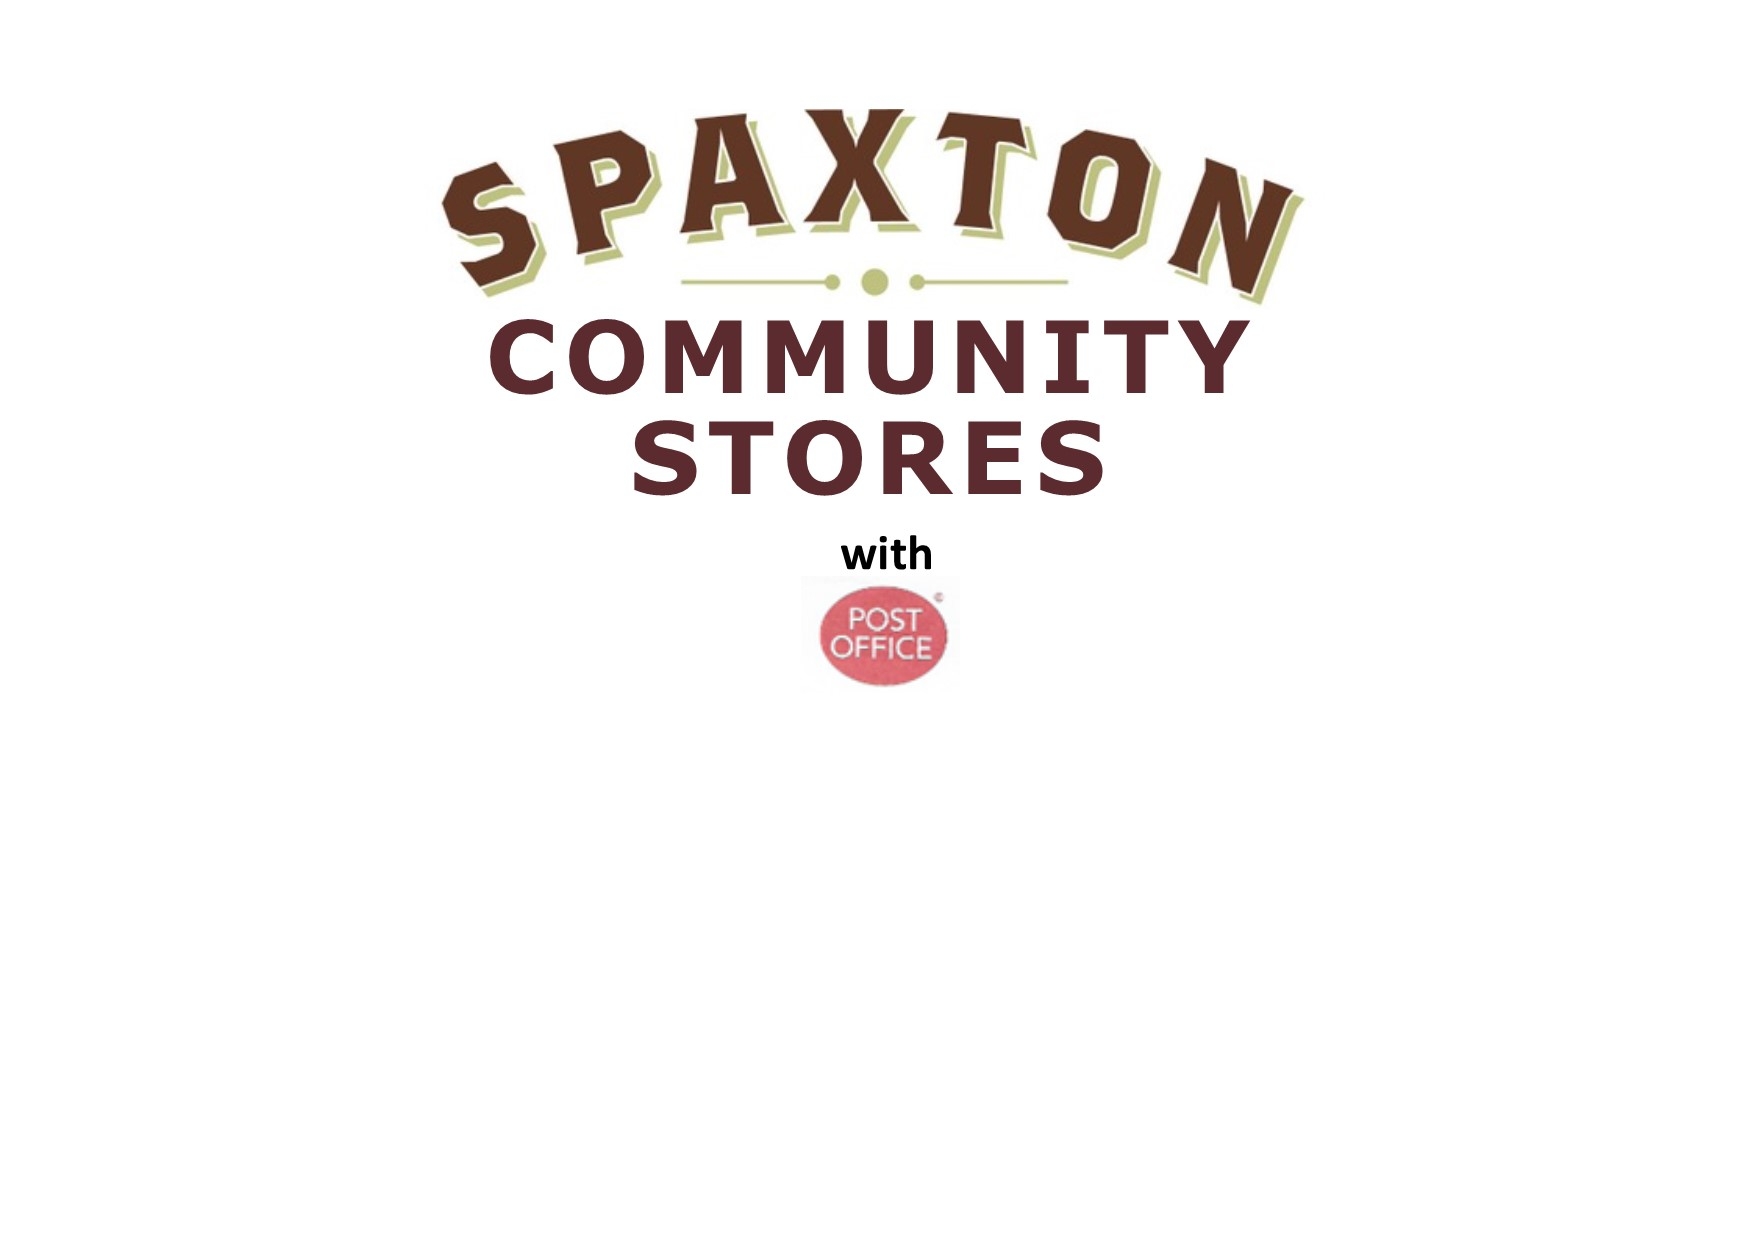 SPAXTON
COMMUNITY
STORES
with
POST
OFFICE